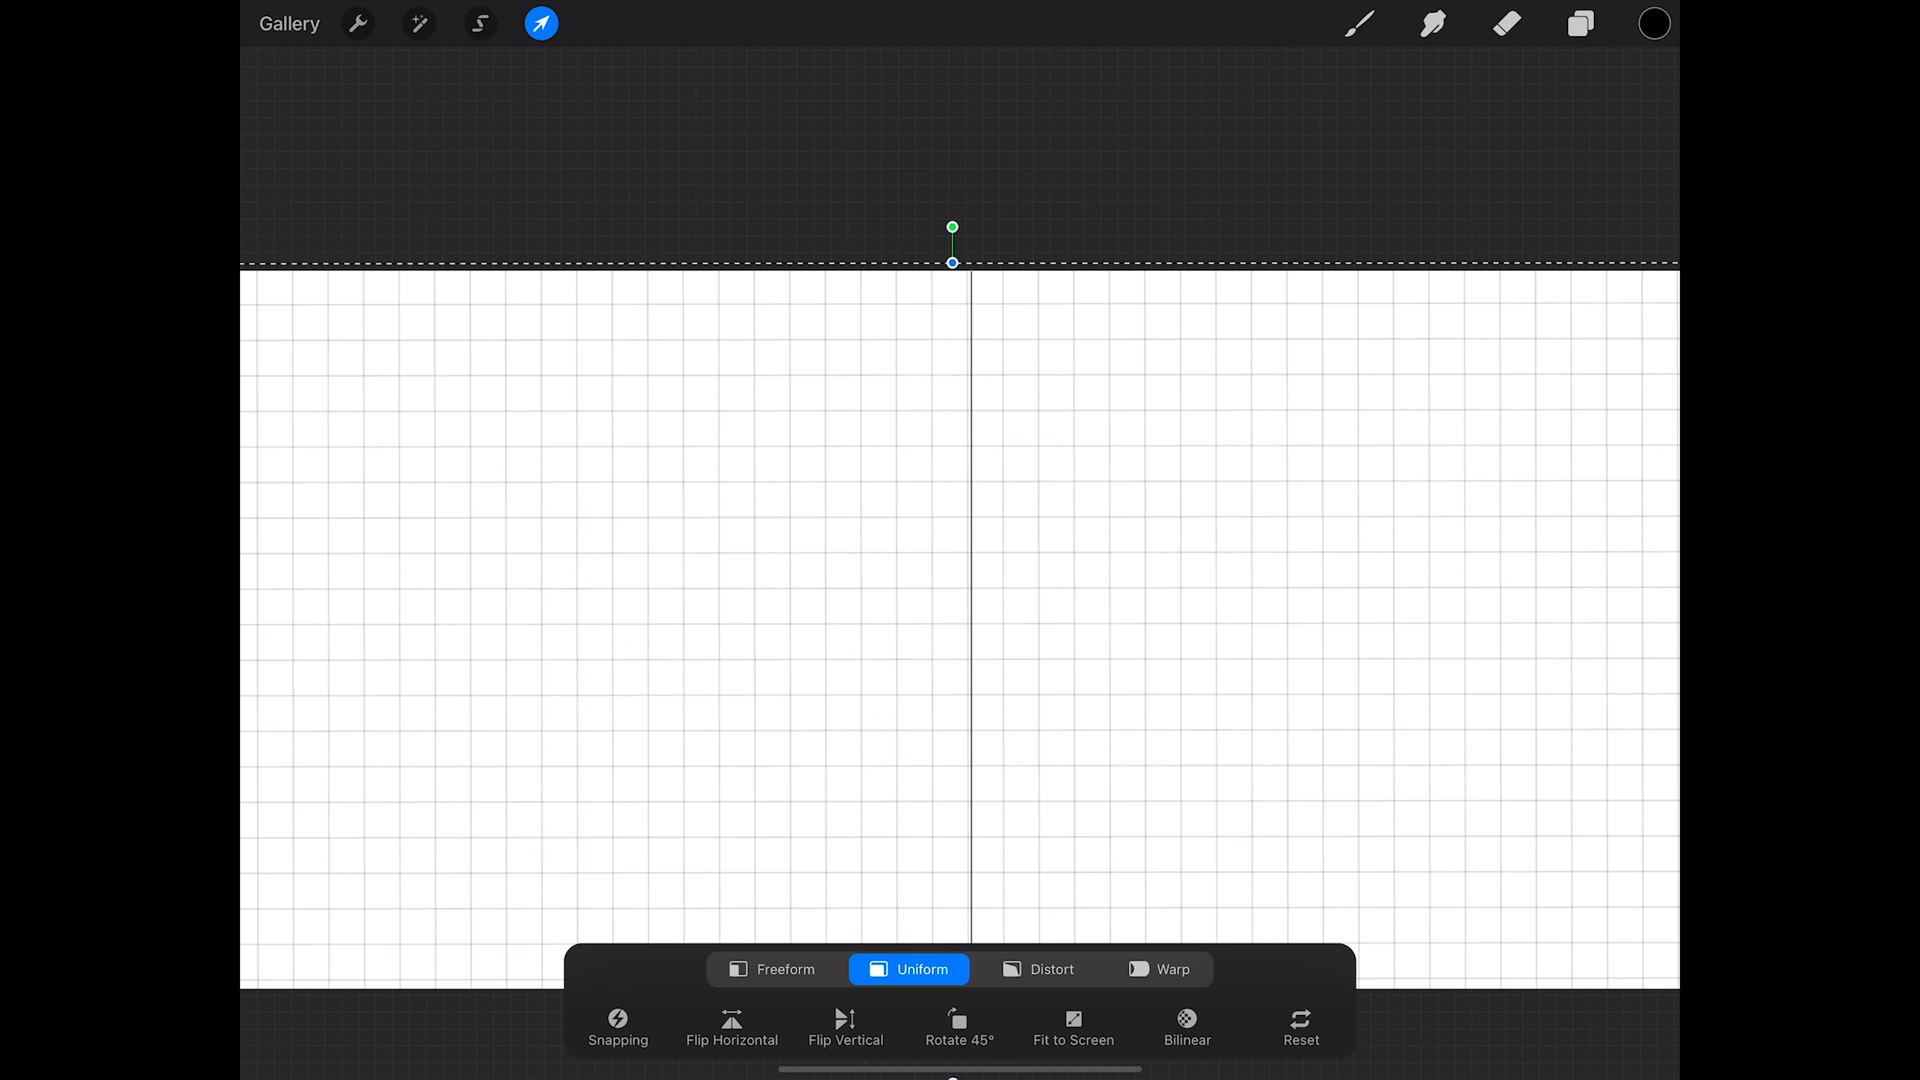 Gallery
Freeform Uniform Distort Warp
Snapping Flip Horizontal Flip Vertical Rotate 45° Fit to Screen Bilinear Reset